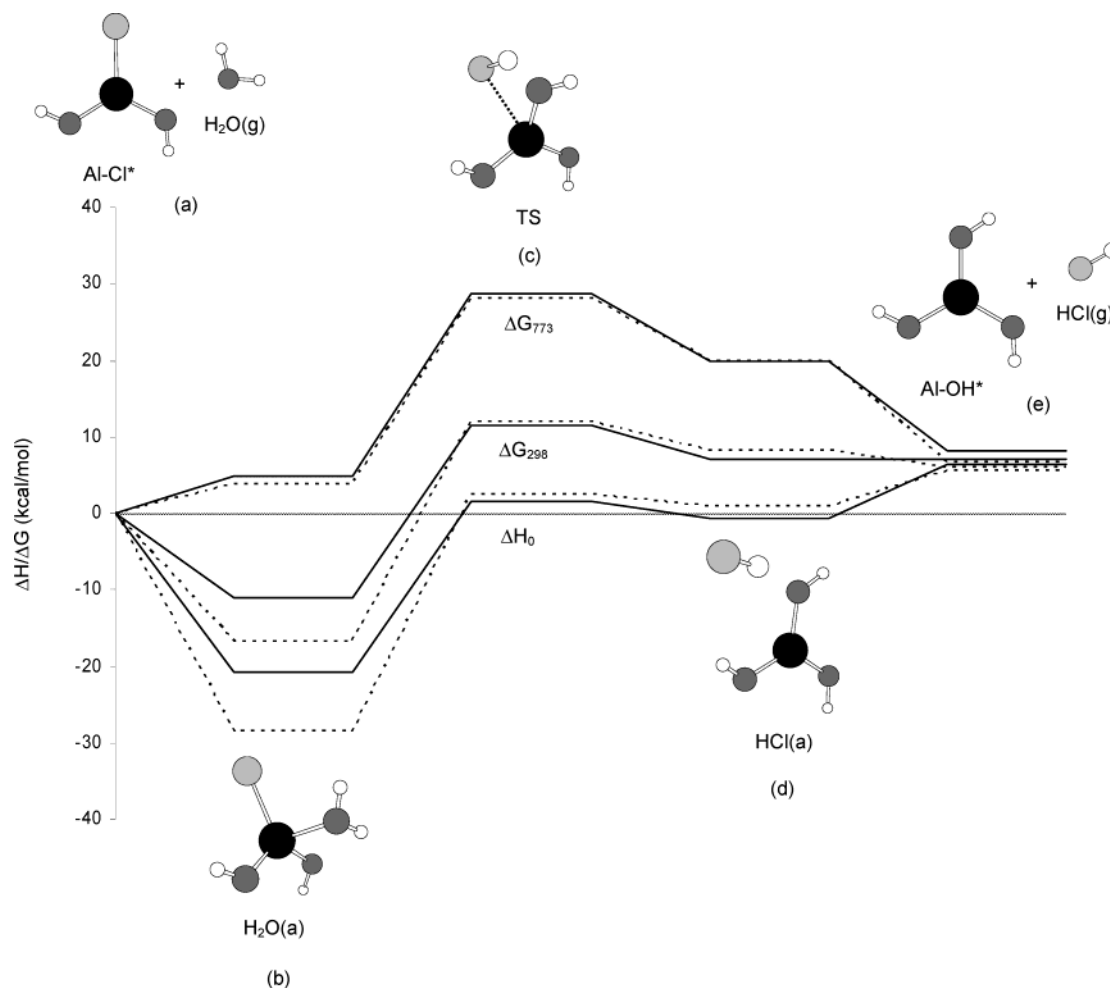 +
H₂O(g)
Al-Cl*
(a)
TS
(c)
+
HCl(g)
Al-OH*
(e)
40
30
20
10
0
-10
-20
-30
-40
ΔH/ΔG (kcal/mol)
ΔG₇₇₃
ΔG₂₉₈
ΔH₀
HCl(a)
(d)
H₂O(a)
(b)